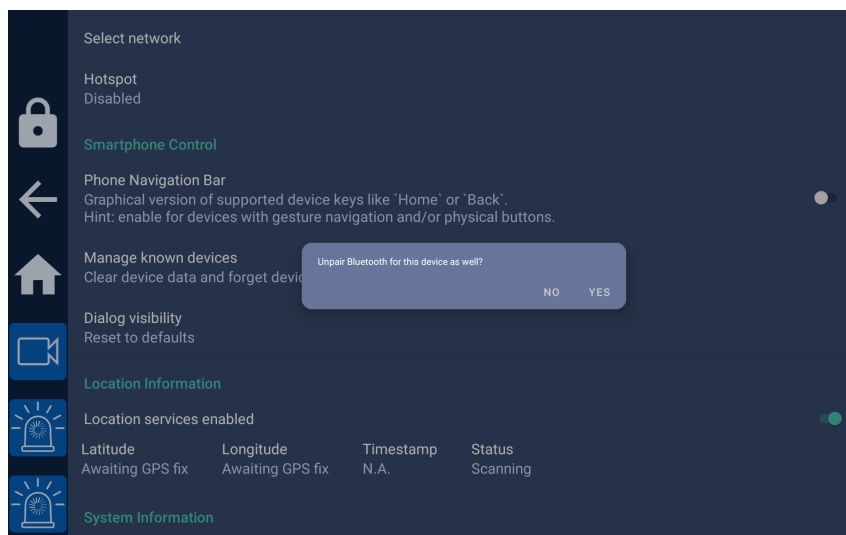 Select network
Hotspot
Disabled
Smartphone Control
Phone Navigation Bar
Graphical version of supported device keys like `Home` or `Back`.
Hint: enable for devices with gesture navigation and/or physical buttons.
Manage known devices
Clear device data and forget devic
Unpair Bluetooth for this device as well?
NO YES
Dialog visibility
Reset to defaults
Location Information
Location services enabled
Latitude Longitude Timestamp Status
Awaiting GPS fix Awaiting GPS fix N.A. Scanning
System Information